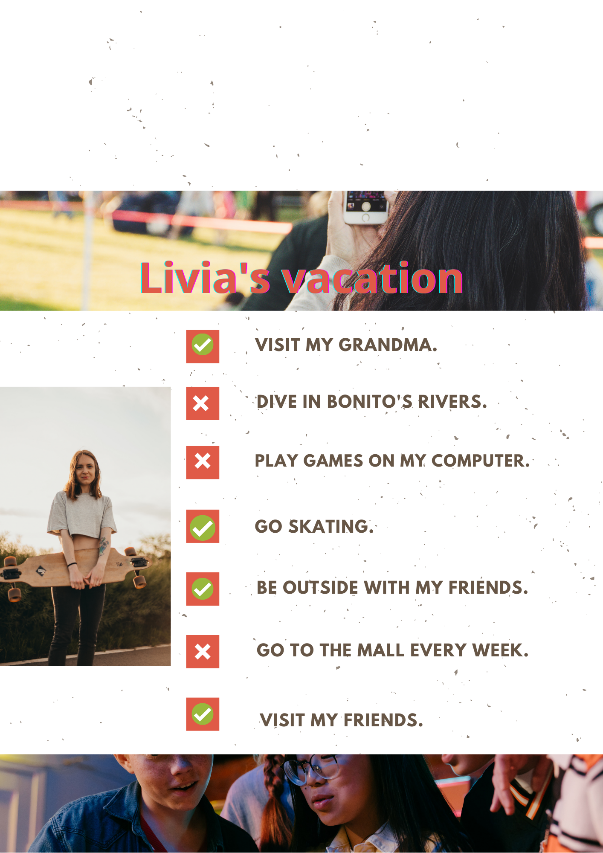 Livia's vacation
VISIT MY GRANDMA.
DIVE IN BONITO'S RIVERS.
PLAY GAMES ON MY COMPUTER.
GO SKATING.
BE OUTSIDE WITH MY FRIENDS.
GO TO THE MALL EVERY WEEK.
VISIT MY FRIENDS.